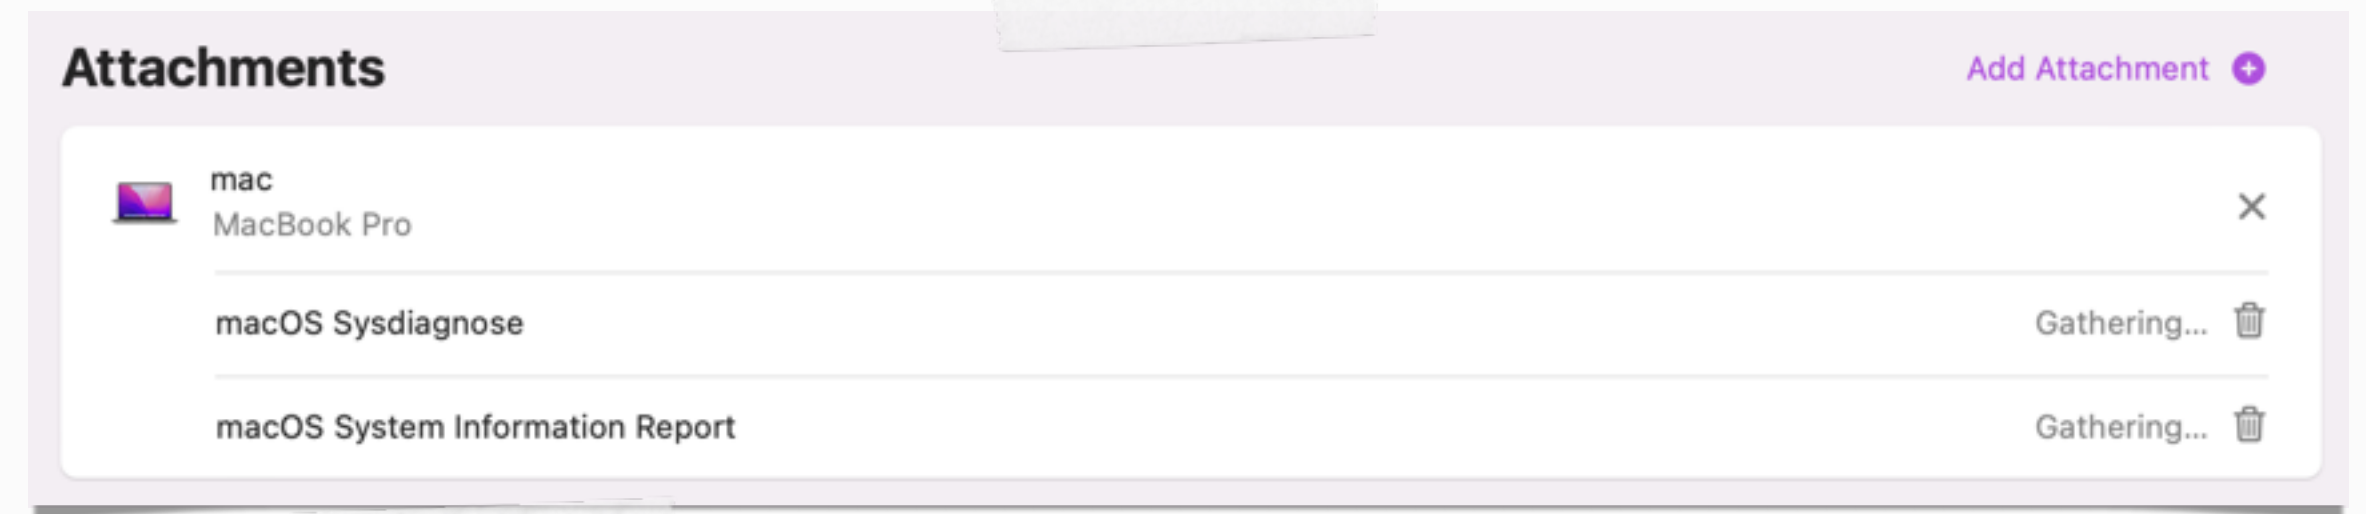 Attachments
Add Attachment
mac
MacBook Pro
macOS Sysdiagnose
Gathering...
macOS System Information Report
Gathering...